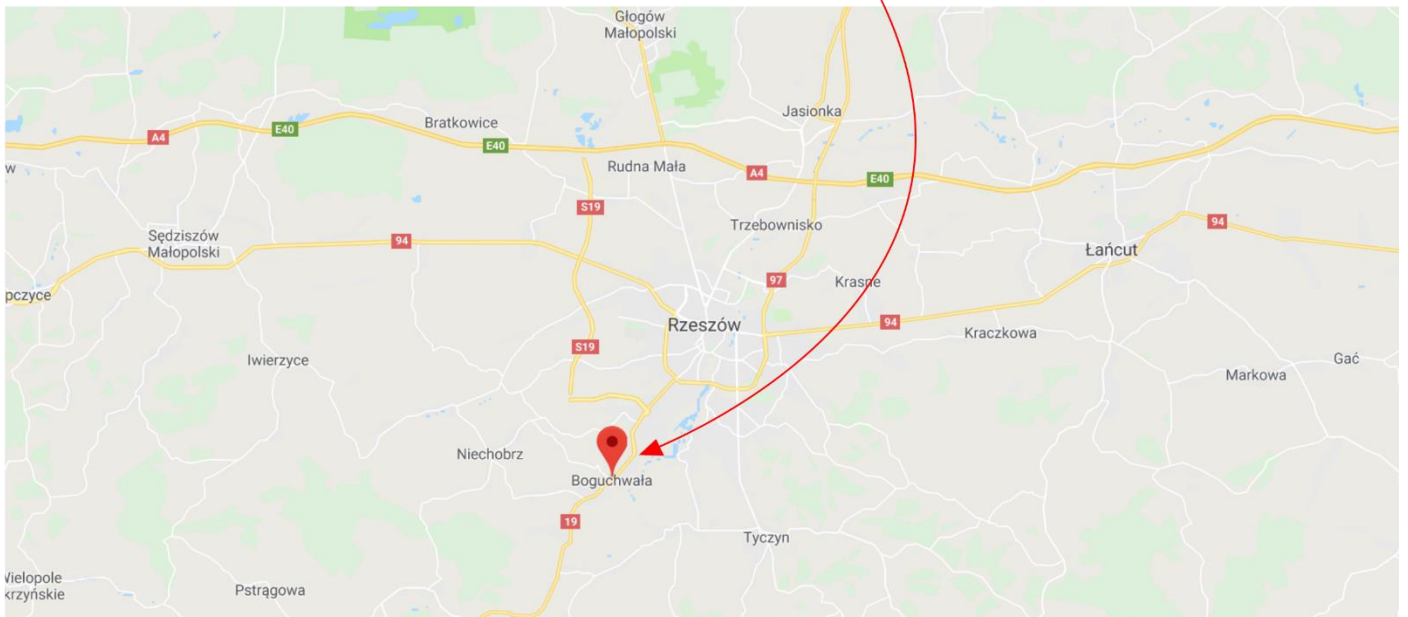 Głogów
Małopolski
Jasionka
Bratkowice
A4
E40
E40
Rudna Mała
A4
E40
w
S19
Trzebownisko
94
Sędziszów
Małopolski
94
Łańcut
97
Krasne
pczyce
Rzeszów
94
Kraczkowa
S19
Iwierzyce
Gać
Markowa
Niechobrz
Boguchwała
19
Tyczyn
Wielopole
krzyńskie
Pstrągowa